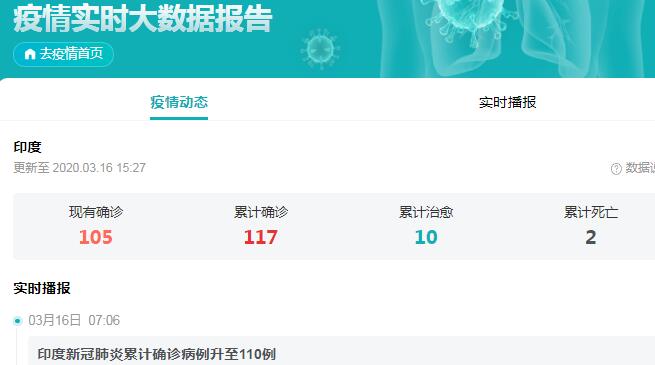 疫情实时大数据报告
去疫情首页
疫情动态 实时播报
印度
更新至 2020.03.16 15:27 数据
现有确诊 累计确诊 累计治愈 累计死亡
105 117 10 2
实时播报
03月16日 07:06
印度新冠肺炎累计确诊病例升至110例